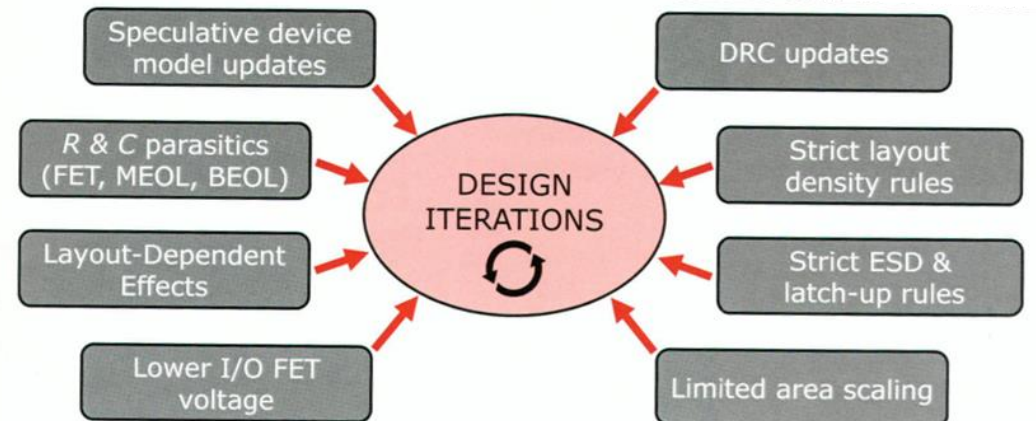 Speculative device
model updates
DRC updates
R & C parasitics
(FET, MEOL, BEOL)
Strict layout
density rules
DESIGN
ITERATIONS
Layout-Dependent
Effects
Strict ESD &
latch-up rules
Lower I/O FET
voltage
Limited area scaling